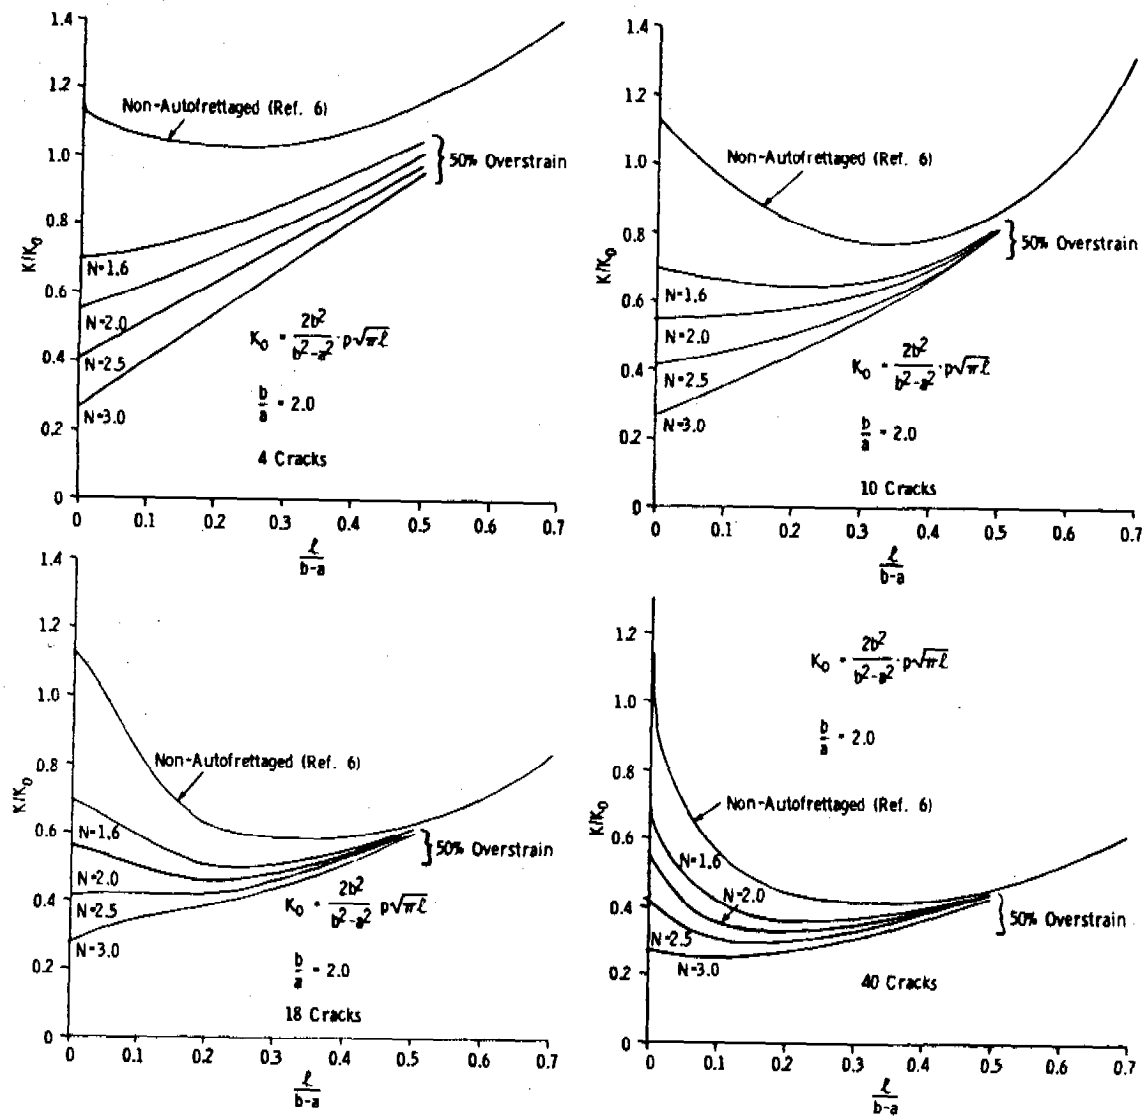 1.4
1.2
1.0
0.8
0.6
0.4
0.2
0
K/K₀
Non-Autofrettaged (Ref. 6)
50% Overstrain
N=1.6
N=2.0
N=2.5
N=3.0
K₀ = 2b²/b²-a² · p√πℓ
b/a = 2.0
4 Cracks
0 0.1 0.2 0.3 0.4 0.5 0.6 0.7
ℓ/b-a
1.4
1.2
1.0
0.8
0.6
0.4
0.2
0
K/K₀
Non-Autofrettaged (Ref. 6)
50% Overstrain
N=1.6
N=2.0
N=2.5
N=3.0
K₀ = 2b²/b²-a² · p√πℓ
b/a = 2.0
10 Cracks
0 0.1 0.2 0.3 0.4 0.5 0.6 0.7
ℓ/b-a
1.4
1.2
1.0
0.8
0.6
0.4
0.2
0
K/K₀
Non-Autofrettaged (Ref. 6)
50% Overstrain
N=1.6
N=2.0
N=2.5
N=3.0
K₀ = 2b²/b²-a² p√πℓ
b/a = 2.0
18 Cracks
0 0.1 0.2 0.3 0.4 0.5 0.6 0.7
ℓ/b-a
1.2
1.0
0.8
0.6
0.4
0.2
0
K/K₀
K₀ = 2b²/b²-a² · p√πℓ
b/a = 2.0
Non-Autofrettaged (Ref. 6)
N=1.6
N=2.0
N=2.5
N=3.0
50% Overstrain
40 Cracks
0 0.1 0.2 0.3 0.4 0.5 0.6 0.7
ℓ/b-a